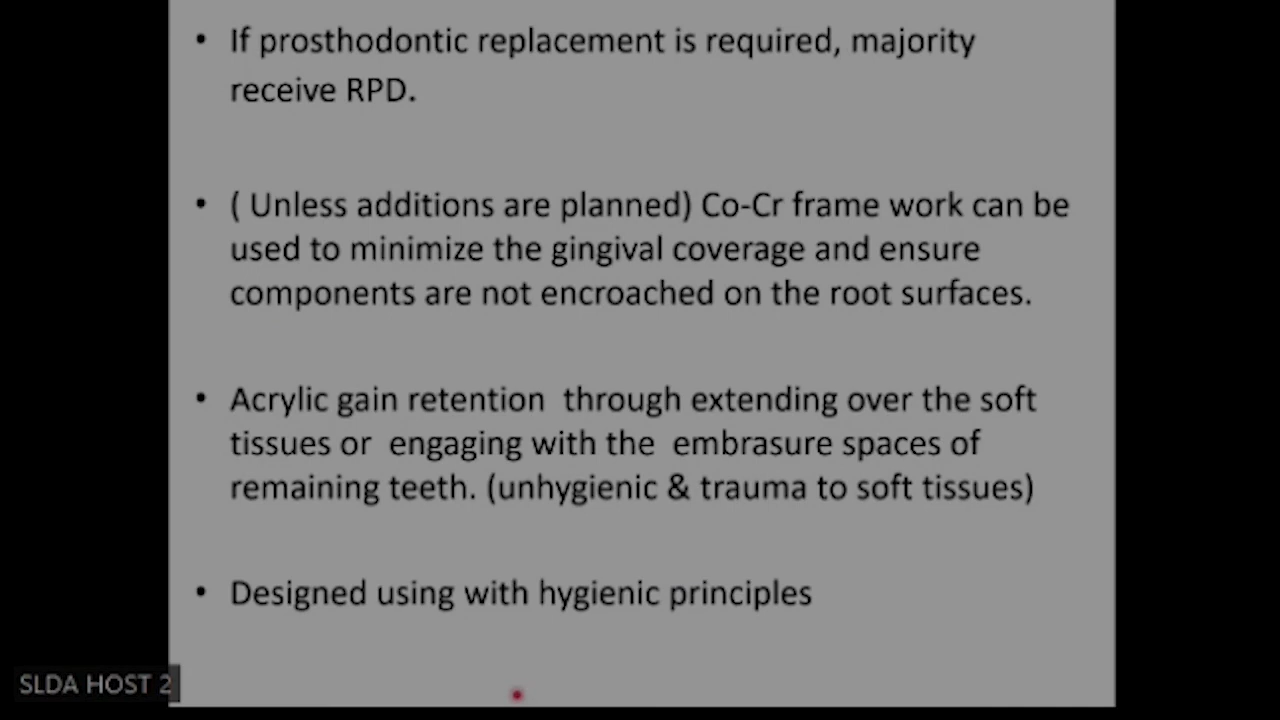 • If prosthodontic replacement is required, majority
receive RPD.
• ( Unless additions are planned) Co-Cr frame work can be
used to minimize the gingival coverage and ensure
components are not encroached on the root surfaces.
• Acrylic gain retention  through extending over the soft
tissues or  engaging with the  embrasure spaces of
remaining teeth. (unhygienic & trauma to soft tissues)
• Designed using with hygienic principles
SLDA HOST 2